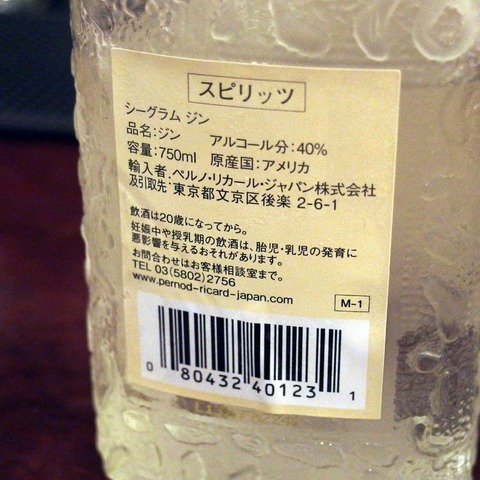 スピリッツ
シーグラム ジン
品名:ジン　アルコール分:40%
容量:750ml　原産国:アメリカ
輸入者:ペルノ・リカール・ジャパン株式会社
及引取先:東京都文京区後楽 2-6-1
飲酒は20歳になってから。
妊娠中や授乳期の飲酒は、胎児・乳児の発育に
悪影響を与えるおそれがあります。
お問合わせはお客様相談室まで。
TEL 03(5802)2756
www.pernod-ricard-japan.com
M-1
0 80432 40123 1